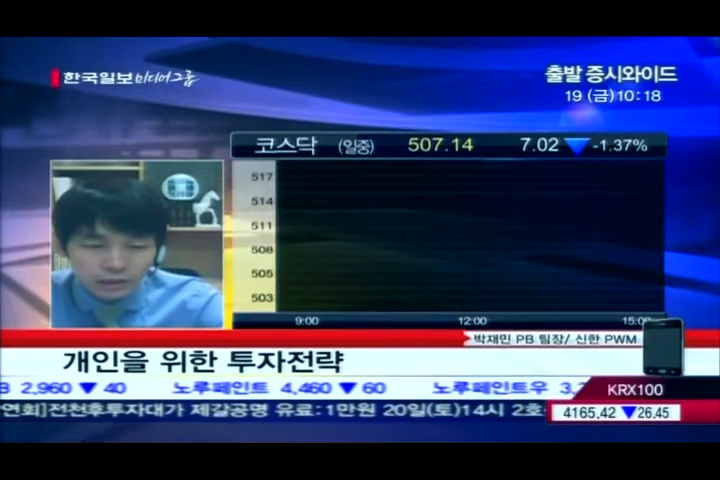 한국일보 미디어그룹
출발 증시와이드
19 (금) 10:18
코스닥 (일중) 507.14 7.02 ▼ -1.37%
517
514
511
508
505
503
9:00 12:00 15:00
박재민 PB 팀장/ 신한 PWM
개인을 위한 투자전략
2,960 ▼ 40 노루페인트 4,460 ▼ 60 노루페인트우
KRX100
연회]전천후투자대가 제갈공명 유료:1만원 20일(토)14시 2호
4165.42 ▼ 26.45